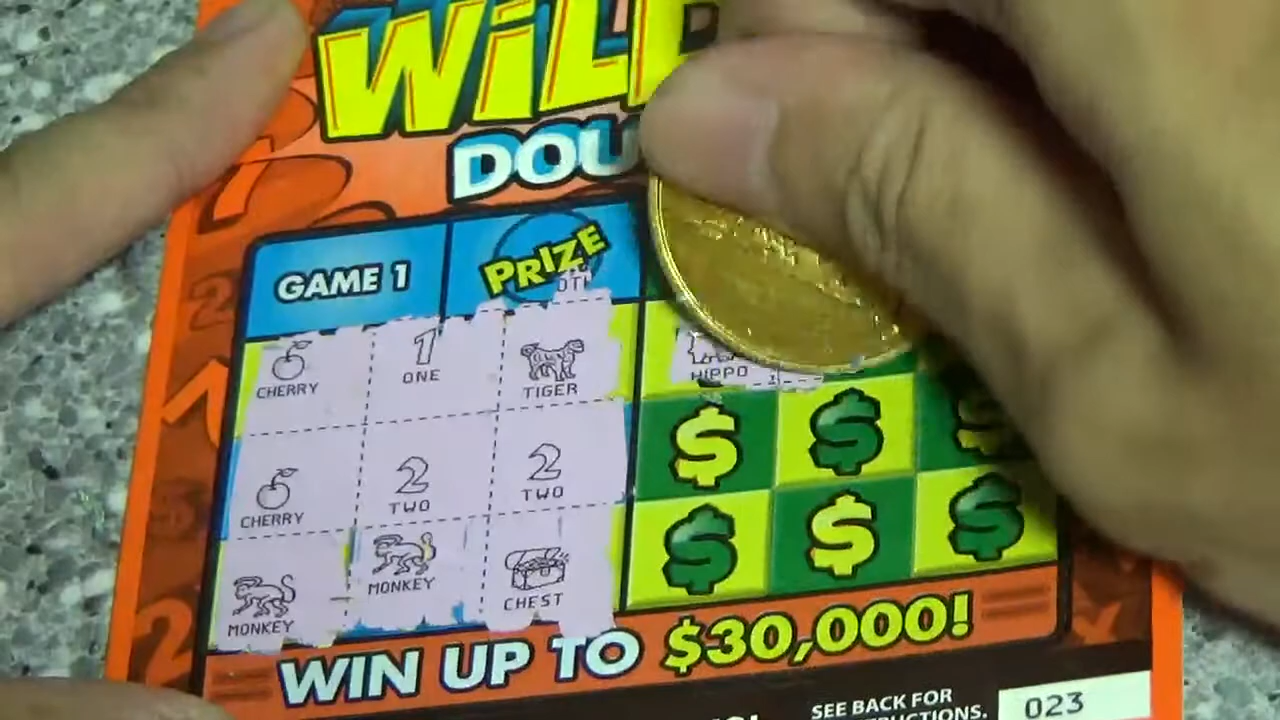 WiL
DOU
GAME 1
PRIZE
CHERRY
1
ONE
TIGER
HIPPO
CHERRY
2
TWO
2
TWO
$ $ $
MONKEY
MONKEY
CHEST
$ $ $
WIN UP TO $30,000!
SEE BACK FOR
023